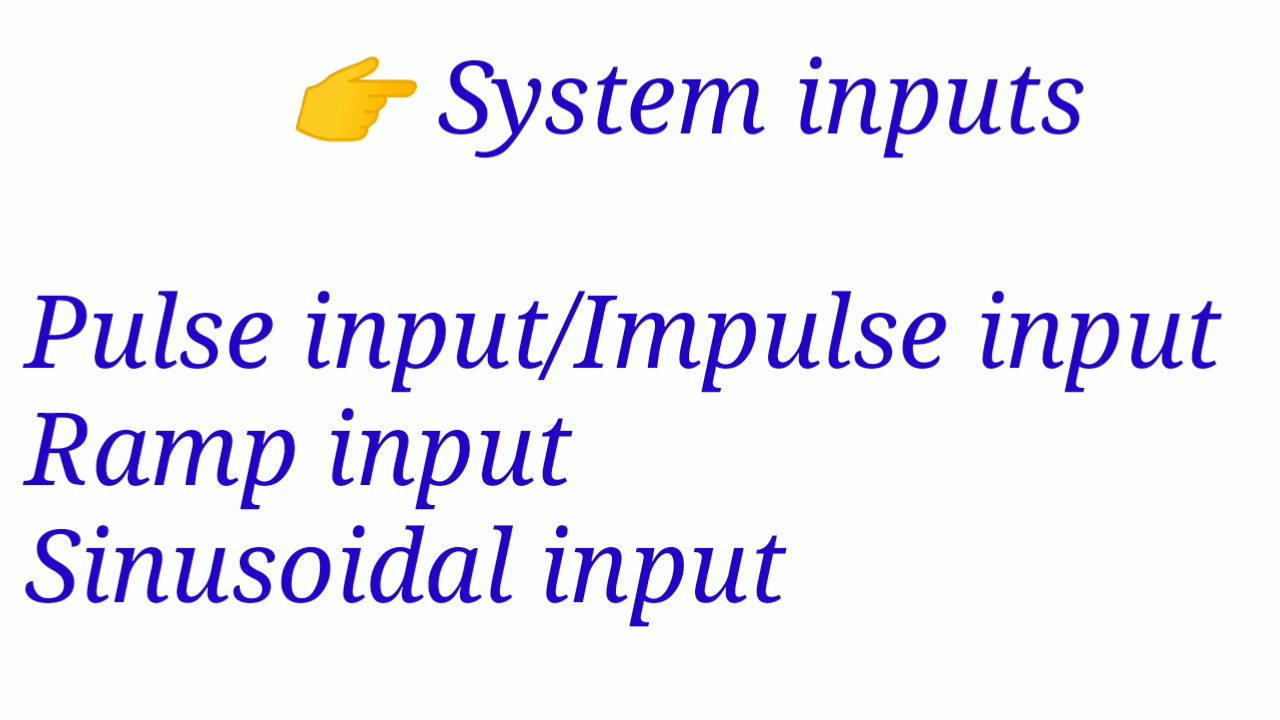 👉 System inputs
Pulse input/Impulse input
Ramp input
Sinusoidal input